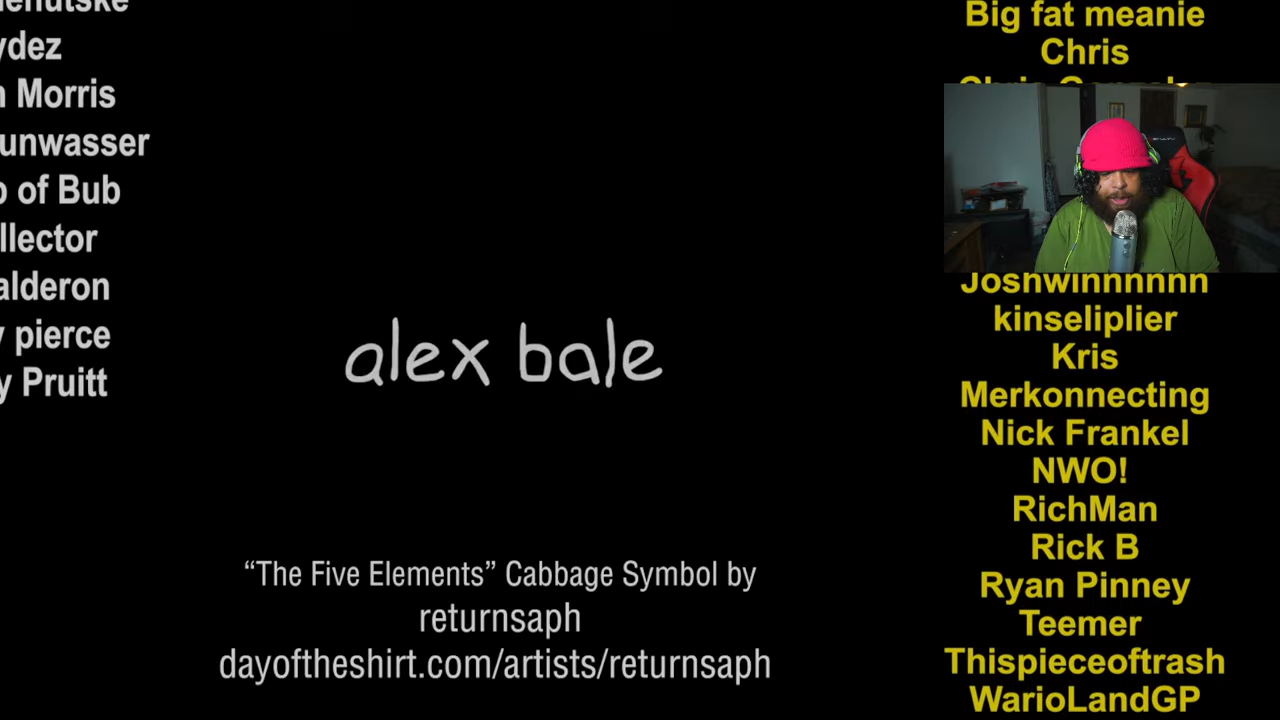 ydez
Morris
unwasser
of Bub
llector
alderon
pierce
y Pruitt
alex bale
“The Five Elements” Cabbage Symbol by
returnsaph
dayoftheshirt.com/artists/returnsaph
Big fat meanie
Chris
Joshwinnnnnn
kinseliplier
Kris
Merkonnecting
Nick Frankel
NWO!
RichMan
Rick B
Ryan Pinney
Teemer
Thispieceoftrash
WarioLandGP